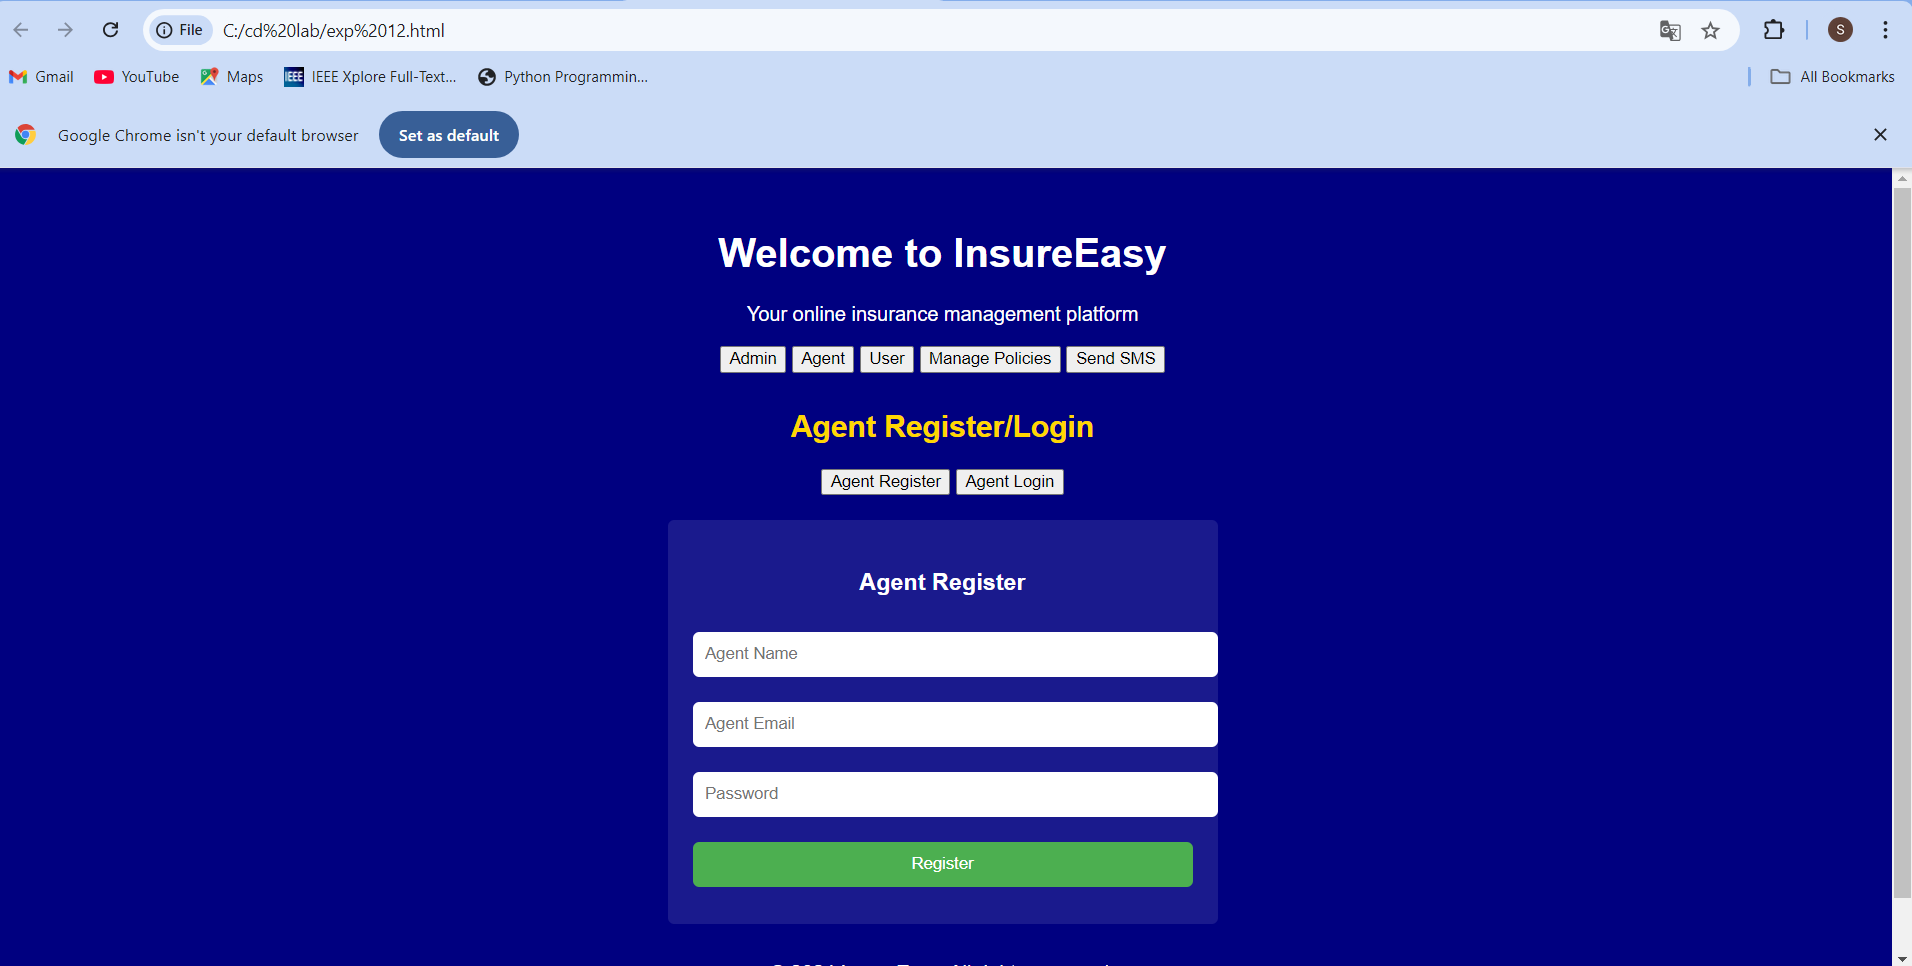 File C:/cd%20lab/exp%2012.html S
Gmail YouTube Maps IEEE IEEE Xplore Full-Text... Python Programmin... All Bookmarks
Google Chrome isn't your default browser Set as default
Welcome to InsureEasy
Your online insurance management platform
Admin Agent User Manage Policies Send SMS
Agent Register/Login
Agent Register Agent Login
Agent Register
Agent Name
Agent Email
Password
Register